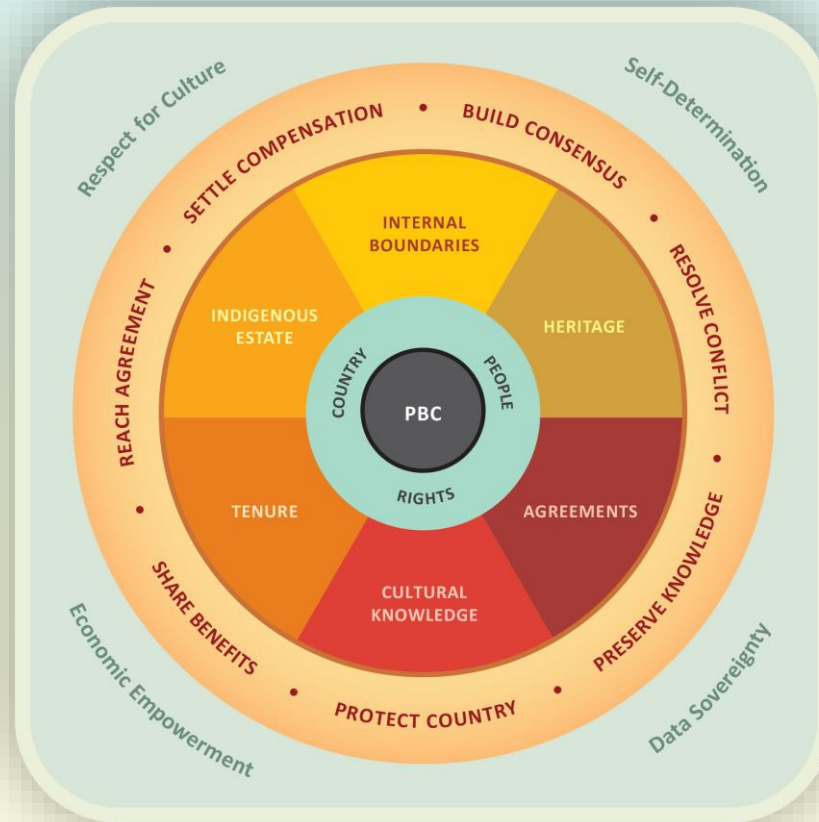 Respect for Culture
Self-Determination
SETTLE COMPENSATION
•
BUILD CONSENSUS
•
RESOLVE CONFLICT
•
PRESERVE KNOWLEDGE
•
PROTECT COUNTRY
•
SHARE BENEFITS
•
REACH AGREEMENT
•
INTERNAL
BOUNDARIES
HERITAGE
AGREEMENTS
CULTURAL
KNOWLEDGE
TENURE
INDIGENOUS
ESTATE
COUNTRY
PEOPLE
RIGHTS
PBC
Economic Empowerment
Data Sovereignty